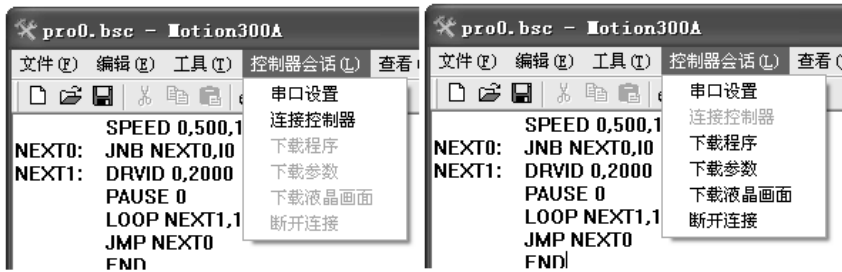 pro0.bsc - Motion300A
文件(F) 编辑(E) 工具(T) 控制器会话(L) 查看
串口设置
连接控制器
下载程序
下载参数
下载液晶画面
断开连接
SPEED 0,500,1
NEXT0: JNB NEXT0,I0
NEXT1: DRVID 0,2000
PAUSE 0
LOOP NEXT1,1
JMP NEXT0
END
pro0.bsc - Motion300A
文件(F) 编辑(E) 工具(T) 控制器会话(L) 查看(
串口设置
连接控制器
下载程序
下载参数
下载液晶画面
断开连接
SPEED 0,500,1
NEXT0: JNB NEXT0,I0
NEXT1: DRVID 0,2000
PAUSE 0
LOOP NEXT1,1
JMP NEXT0
END